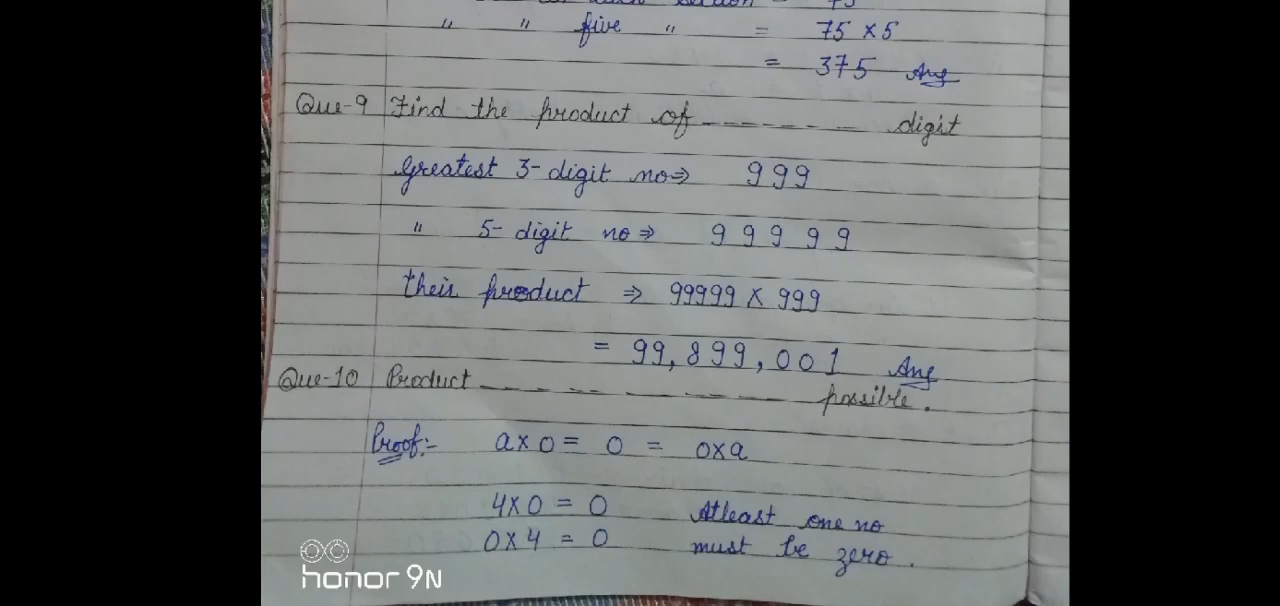 " " five " = 75 × 5
= 375 Ans
Que-9 Find the product of ------ digit
Greatest 3-digit no ⇒ 999
" 5-digit no ⇒ 99999
their product ⇒ 99999 × 999
= 99,899,001 Ans
Que-10 Product ------ possible.
Proof:- a×0 = 0 = 0×a
4×0 = 0 Atleast one no
0×4 = 0 must be zero.
honor 9N